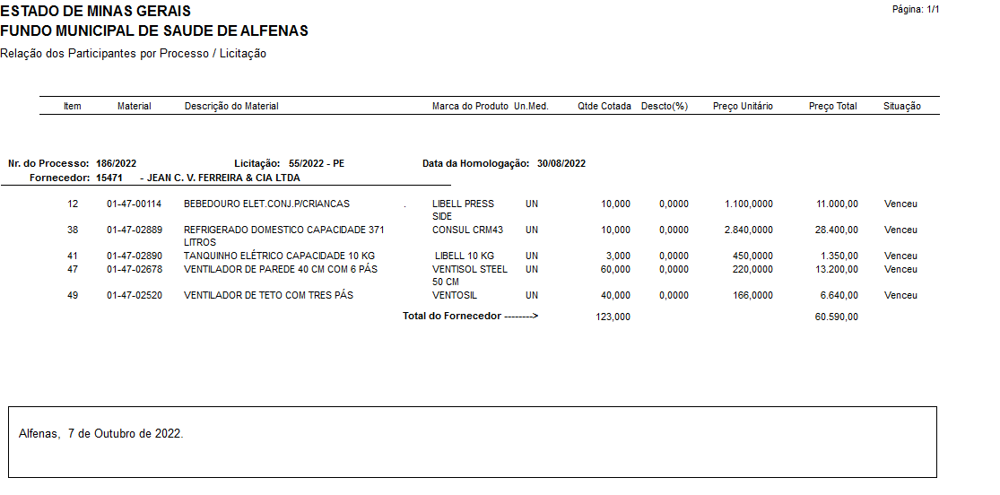 ESTADO DE MINAS GERAIS Página: 1/1
FUNDO MUNICIPAL DE SAUDE DE ALFENAS
Relação dos Participantes por Processo / Licitação
Item Material Descrição do Material Marca do Produto Un.Med. Qtde Cotada Descto(%) Preço Unitário Preço Total Situação
Nr. do Processo: 186/2022 Licitação: 55/2022 - PE Data da Homologação: 30/08/2022
Fornecedor: 15471 - JEAN C. V. FERREIRA & CIA LTDA
12 01-47-00114 BEBEDOURO ELET.CONJ.P/CRIANCAS . LIBELL PRESS UN 10,000 0,0000 1.100,0000 11.000,00 Venceu
SIDE
38 01-47-02889 REFRIGERADO DOMESTICO CAPACIDADE 371 CONSUL CRM43 UN 10,000 0,0000 2.840,0000 28.400,00 Venceu
LITROS
41 01-47-02890 TANQUINHO ELÉTRICO CAPACIDADE 10 KG LIBELL 10 KG UN 3,000 0,0000 450,0000 1.350,00 Venceu
47 01-47-02678 VENTILADOR DE PAREDE 40 CM COM 6 PÁS VENTISOL STEEL UN 60,000 0,0000 220,0000 13.200,00 Venceu
50 CM
49 01-47-02520 VENTILADOR DE TETO COM TRES PÁS VENTOSIL UN 40,000 0,0000 166,0000 6.640,00 Venceu
Total do Fornecedor --------> 123,000 60.590,00
Alfenas, 7 de Outubro de 2022.